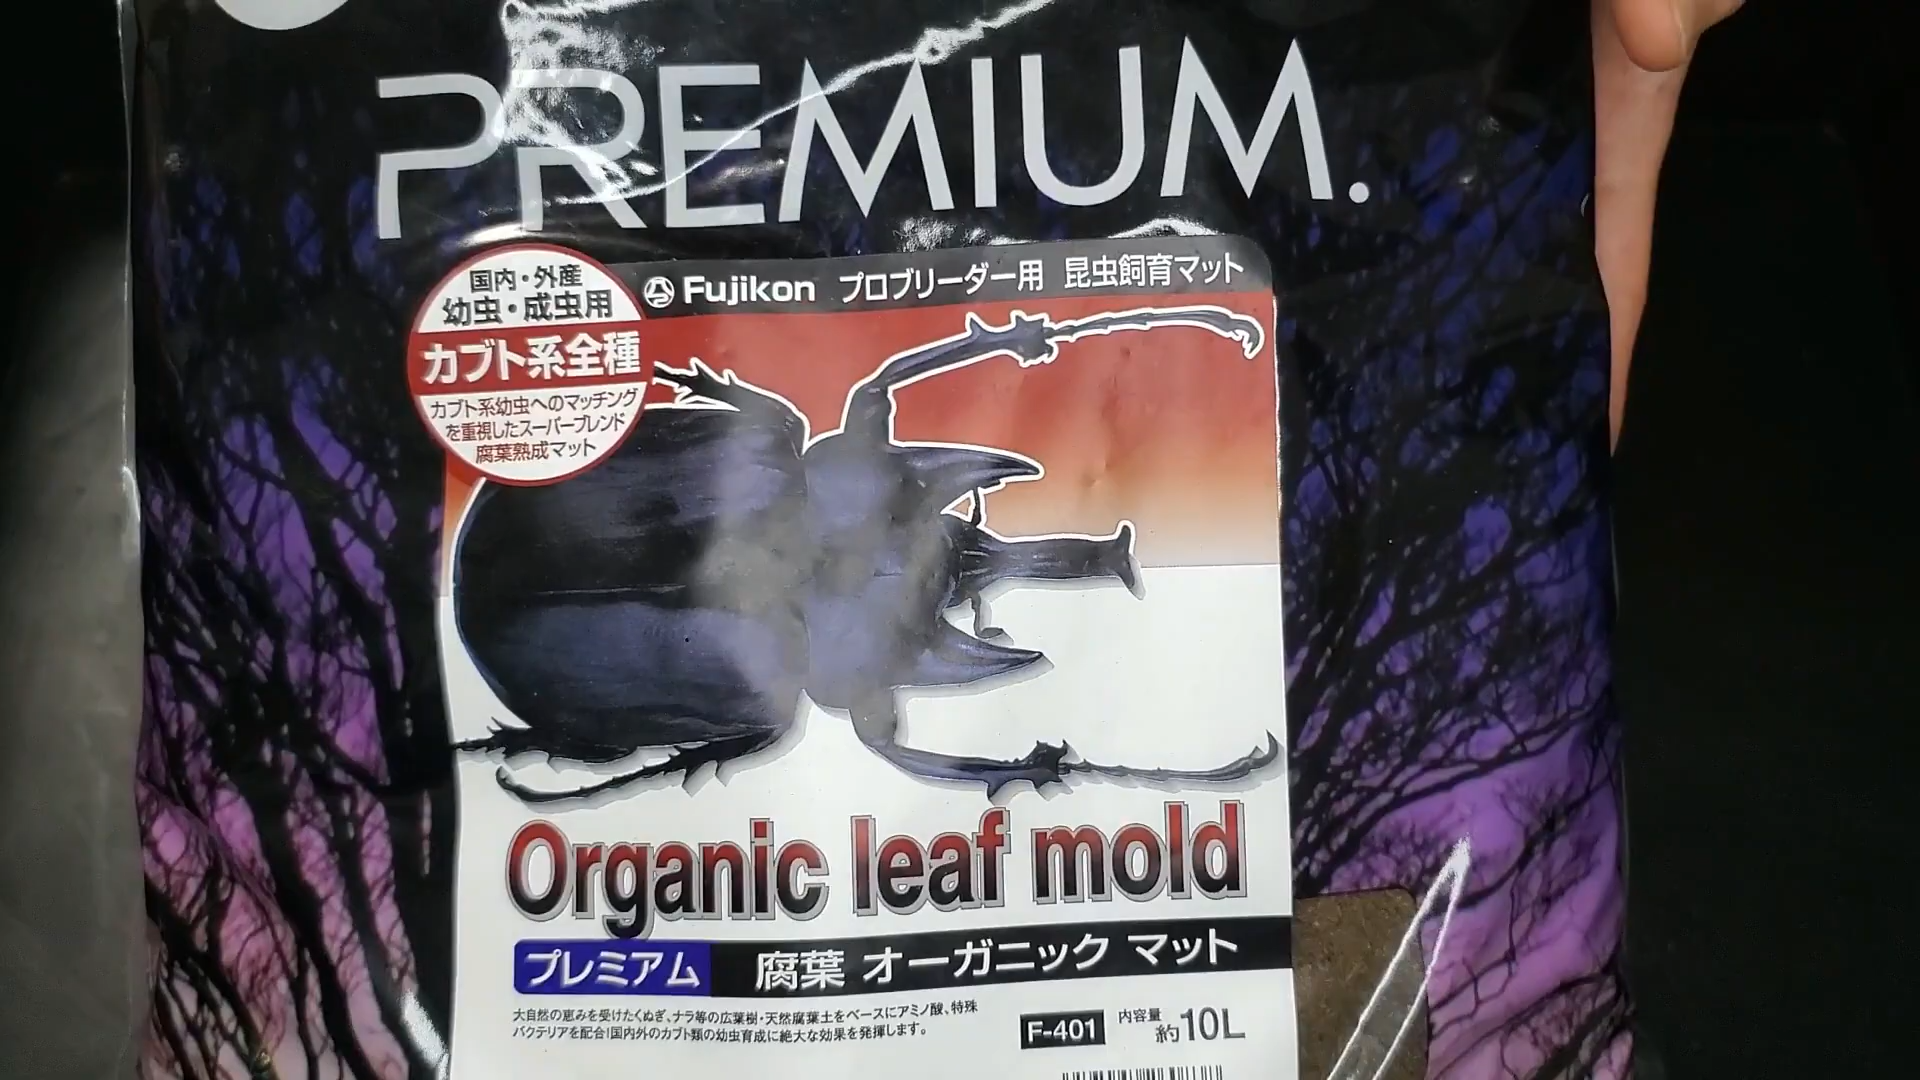 PREMIUM.
国内・外産
幼虫・成虫用
カブト系全種
カブト系幼虫へのマッチング
を重視したスーパーブレンド
腐葉熟成マット
Fujikon プロブリーダー用 昆虫飼育マット
Organic leaf mold
プレミアム 腐葉 オーガニック マット
大自然の恵みを受けたくぬぎ、ナラ等の広葉樹・天然腐葉土をベースにアミノ酸、特殊
バクテリアを配合!国内外のカブト類の幼虫育成に絶大な効果を発揮します。
F-401 内容量 約10L